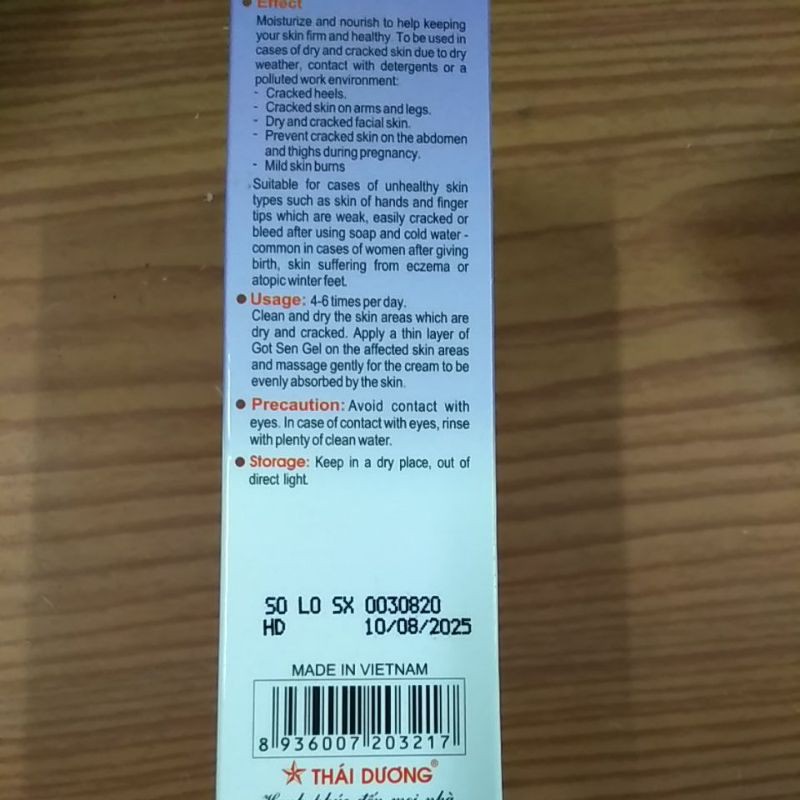 ● Effect
Moisturize and nourish to help keeping
your skin firm and healthy. To be used in
cases of dry and cracked skin due to dry
weather, contact with detergents or a
polluted work environment:
- Cracked heels.
- Cracked skin on arms and legs.
- Dry and cracked facial skin.
- Prevent cracked skin on the abdomen
and thighs during pregnancy.
- Mild skin burns
Suitable for cases of unhealthy skin
types such as skin of hands and finger
tips which are weak, easily cracked or
bleed after using soap and cold water -
common in cases of women after giving
birth, skin suffering from eczema or
atopic winter feet.
● Usage: 4-6 times per day.
Clean and dry the skin areas which are
dry and cracked. Apply a thin layer of
Got Sen Gel on the affected skin areas
and massage gently for the cream to be
evenly absorbed by the skin.
● Precaution: Avoid contact with
eyes. In case of contact with eyes, rinse
with plenty of clean water.
● Storage: Keep in a dry place, out of
direct light.
SO LO SX 0030820
HD 10/08/2025
MADE IN VIETNAM
8 936007 203217
THÁI DƯƠNG®